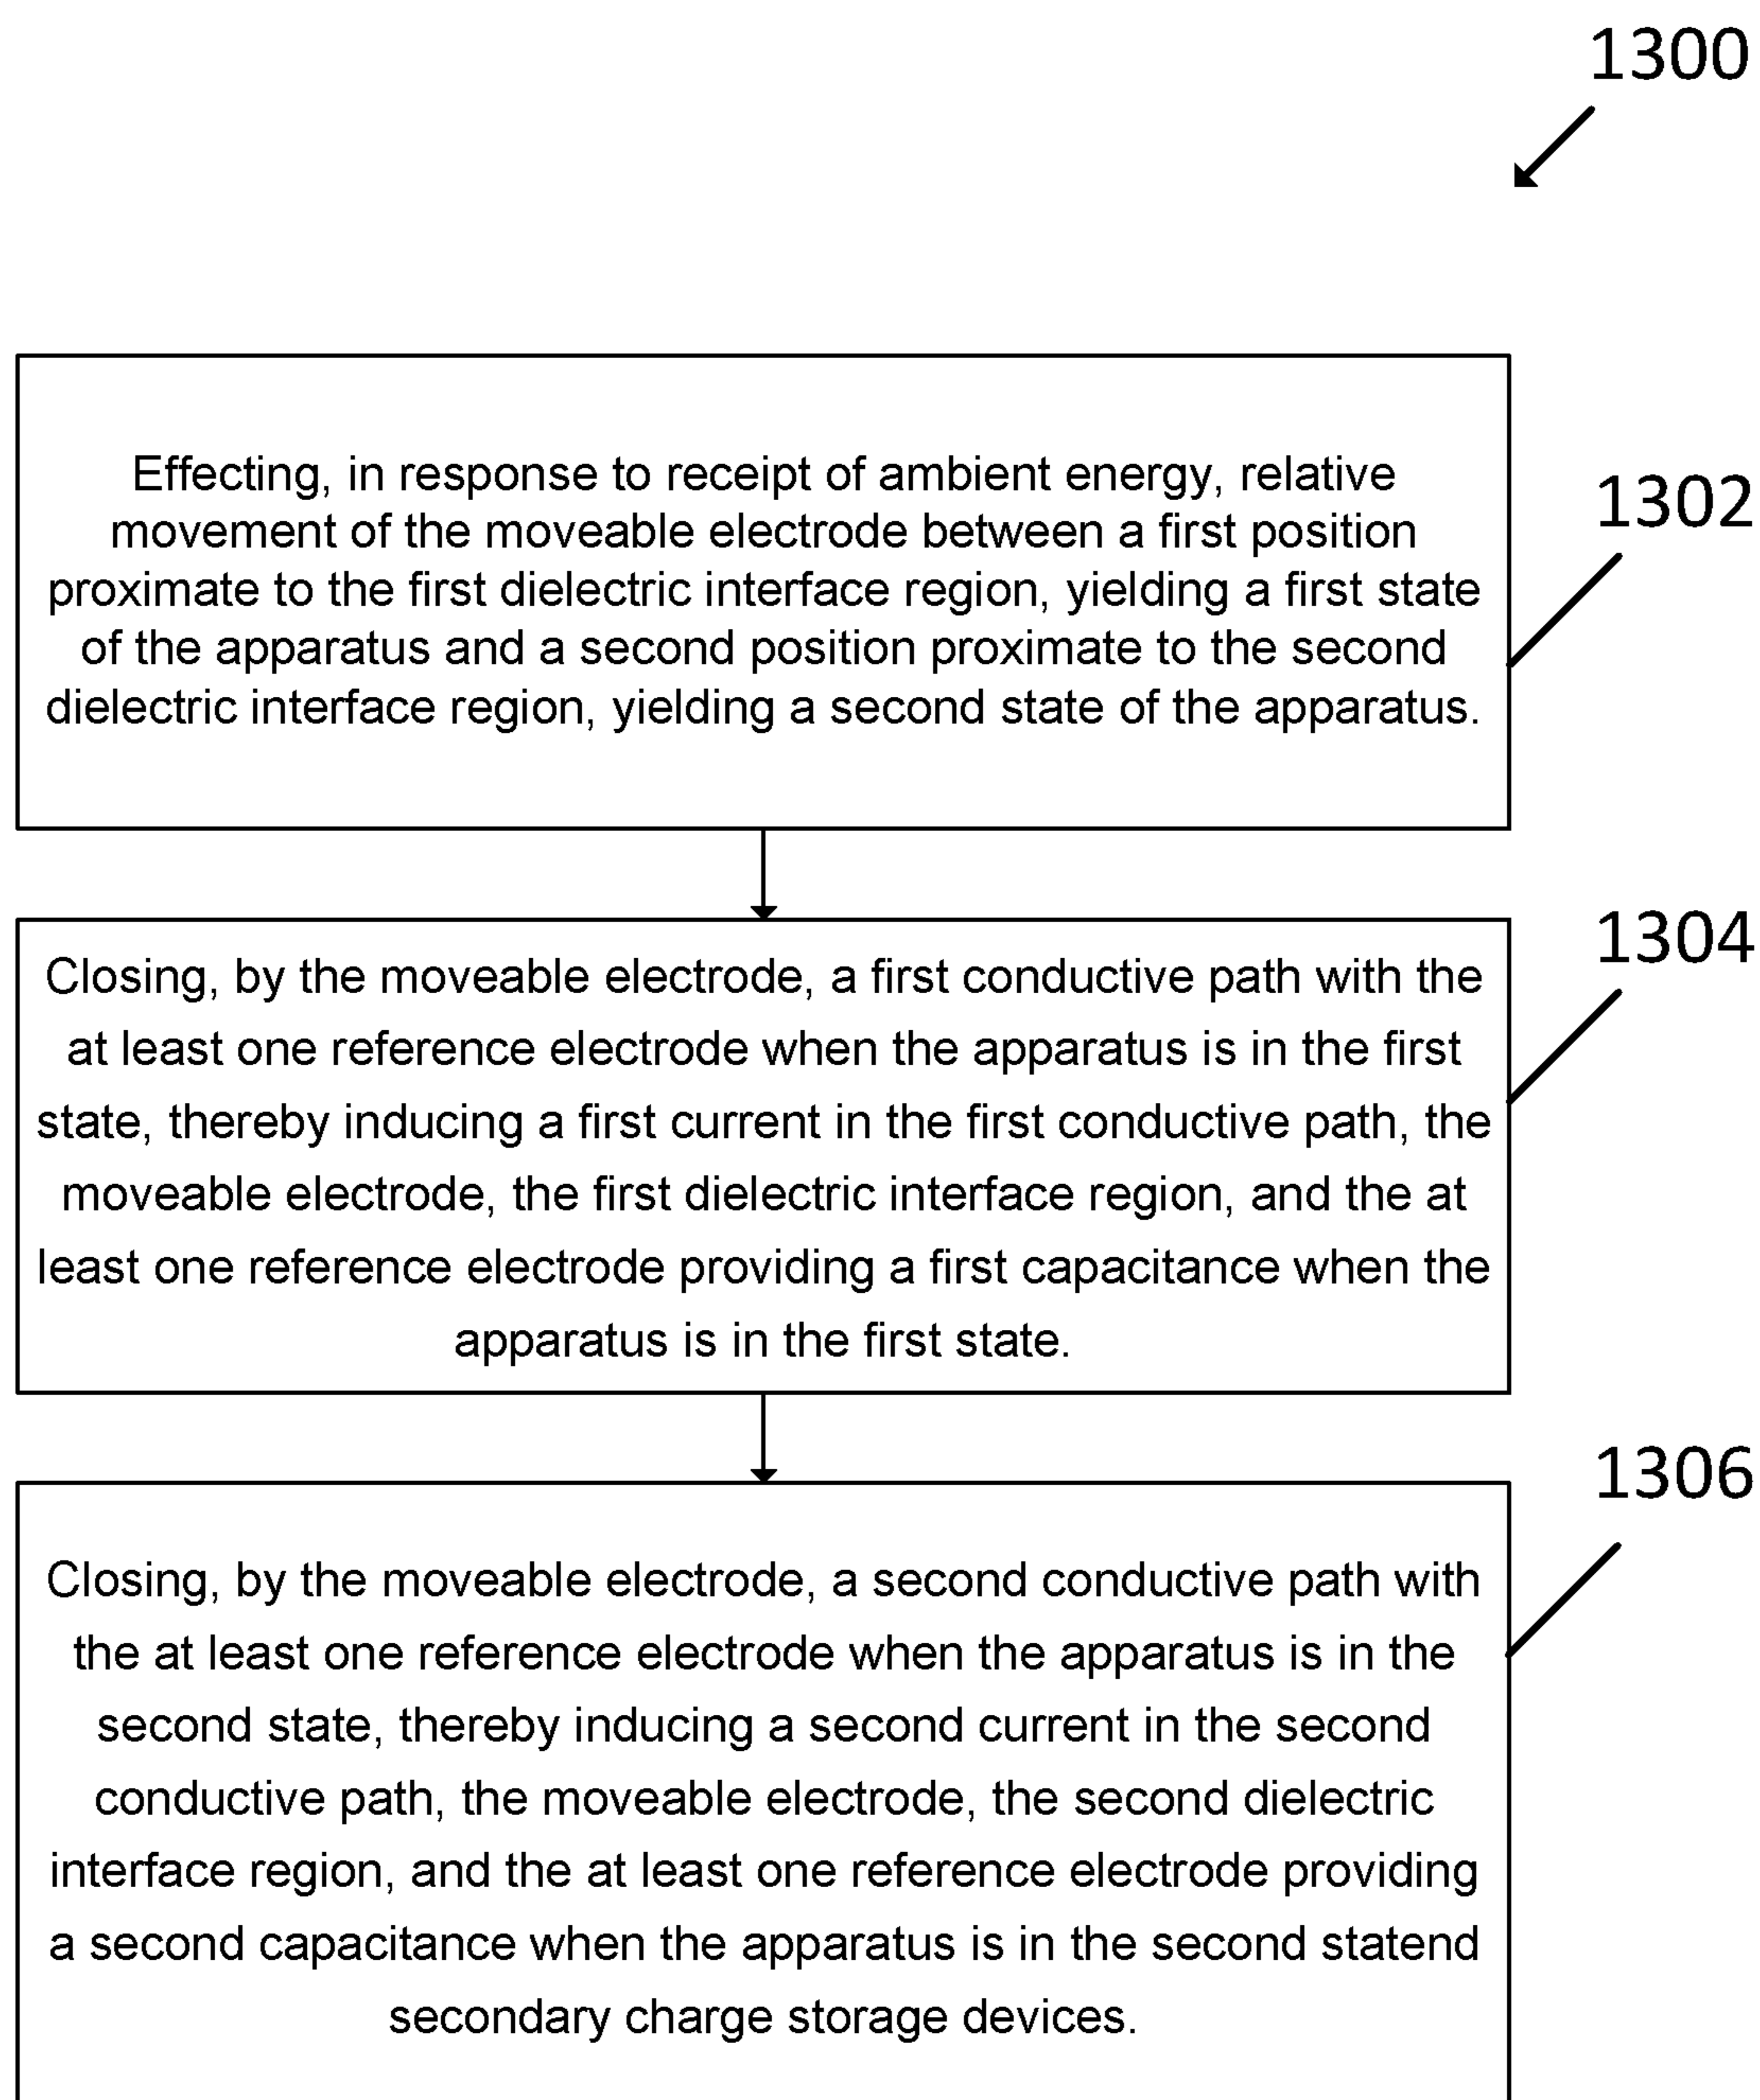 1300
Effecting, in response to receipt of ambient energy, relative
movement of the moveable electrode between a first position
proximate to the first dielectric interface region, yielding a first state
of the apparatus and a second position proximate to the second
dielectric interface region, yielding a second state of the apparatus.
1302
Closing, by the moveable electrode, a first conductive path with the
at least one reference electrode when the apparatus is in the first
state, thereby inducing a first current in the first conductive path, the
moveable electrode, the first dielectric interface region, and the at
least one reference electrode providing a first capacitance when the
apparatus is in the first state.
1304
Closing, by the moveable electrode, a second conductive path with
the at least one reference electrode when the apparatus is in the
second state, thereby inducing a second current in the second
conductive path, the moveable electrode, the second dielectric
interface region, and the at least one reference electrode providing
a second capacitance when the apparatus is in the second statend
secondary charge storage devices.
1306